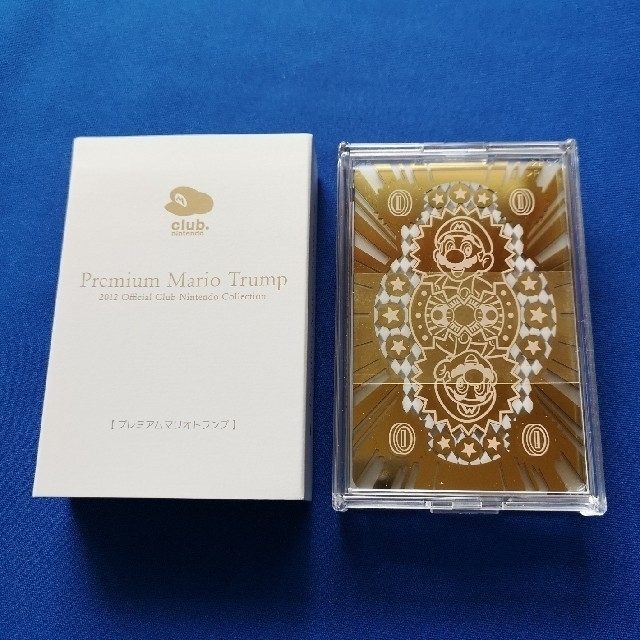 club.
nintendo
Premium Mario Trump
2012 Official Club Nintendo Collection
【プレミアムマリオトランプ】